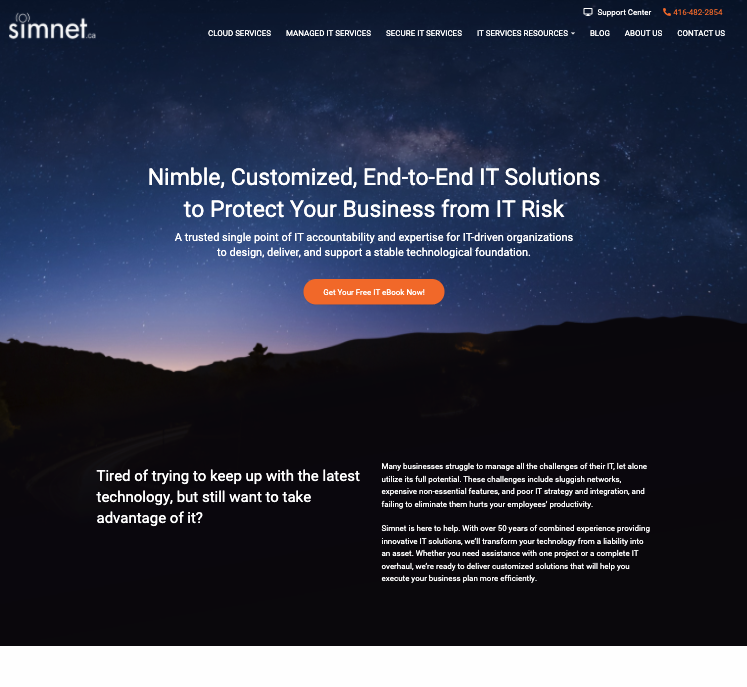 Support Center 416-482-2854
simnet.ca
CLOUD SERVICES MANAGED IT SERVICES SECURE IT SERVICES IT SERVICES RESOURCES BLOG ABOUT US CONTACT US
Nimble, Customized, End-to-End IT Solutions
to Protect Your Business from IT Risk
A trusted single point of IT accountability and expertise for IT-driven organizations
to design, deliver, and support a stable technological foundation.
Get Your Free IT eBook Now!
Tired of trying to keep up with the latest
technology, but still want to take
advantage of it?
Many businesses struggle to manage all the challenges of their IT, let alone
utilize its full potential. These challenges include sluggish networks,
expensive non-essential features, and poor IT strategy and integration, and
failing to eliminate them hurts your employees' productivity.
Simnet is here to help. With over 50 years of combined experience providing
innovative IT solutions, we'll transform your technology from a liability into
an asset. Whether you need assistance with one project or a complete IT
overhaul, we're ready to deliver customized solutions that will help you
execute your business plan more efficiently.